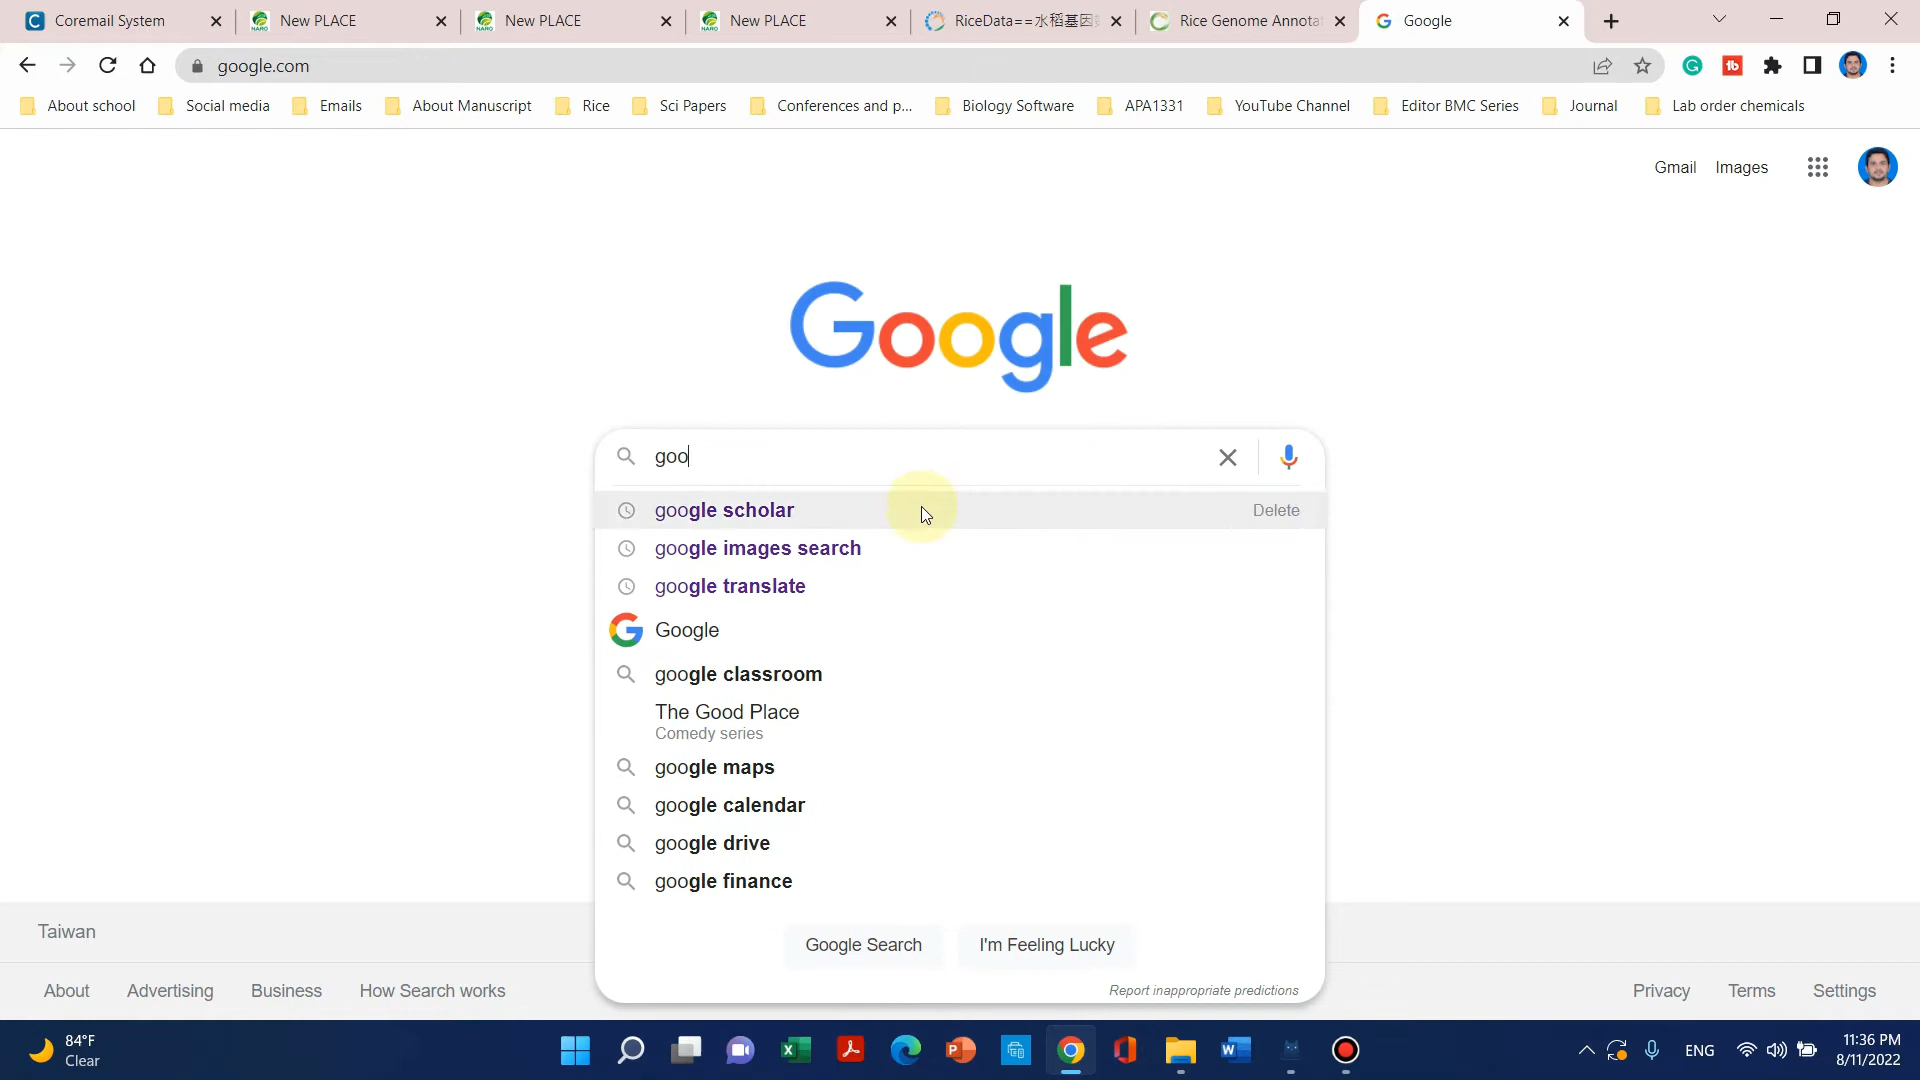 Coremail System
New PLACE
New PLACE
New PLACE
RiceData==水稻基因
Rice Genome Annota
Google
google.com
About school
Social media
Emails
About Manuscript
Rice
Sci Papers
Conferences and p...
Biology Software
APA1331
YouTube Channel
Editor BMC Series
Journal
Lab order chemicals
Gmail
Images
Google
goo
google scholar
Delete
google images search
google translate
Google
google classroom
The Good Place
Comedy series
google maps
google calendar
google drive
google finance
Google Search
I'm Feeling Lucky
Report inappropriate predictions
Taiwan
About
Advertising
Business
How Search works
Privacy
Terms
Settings
84°F
Clear
ENG
11:36 PM
8/11/2022